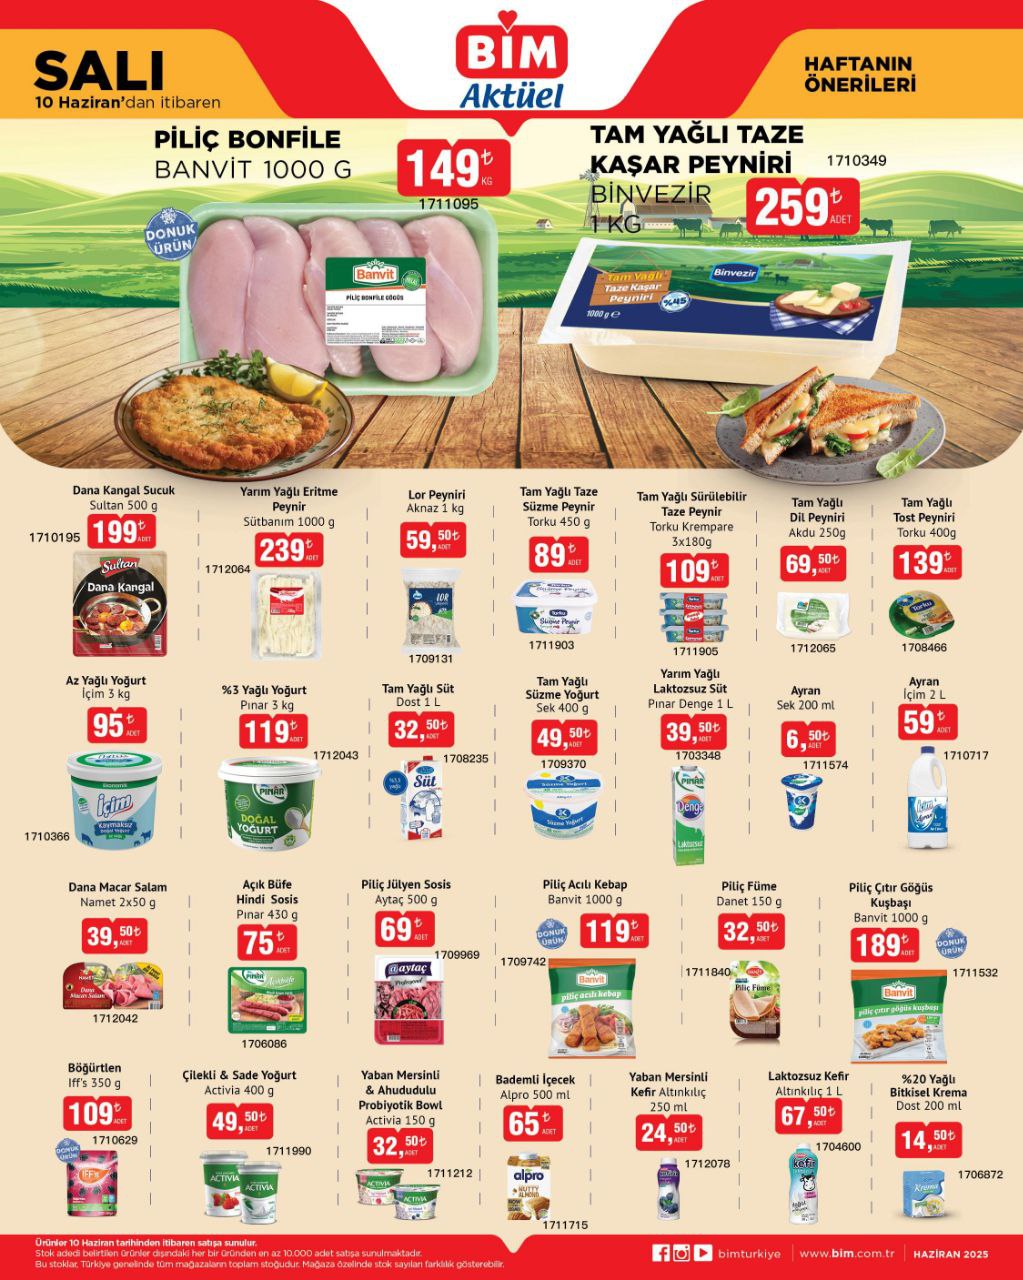 BİM
Aktüel
SALI
10 Haziran'dan itibaren
HAFTANIN
ÖNERİLERİ
PİLİÇ BONFİLE
BANVİT 1000 G
149₺
KG
1711095
DONUK
ÜRÜN
Banvit
PİLİÇ BONFİLE GÖĞÜS
TAM YAĞLI TAZE
KAŞAR PEYNİRİ
1710349
BİNVEZİR
1 KG
259₺
ADET
Tam Yağlı
Taze Kaşar
Peyniri
Binvezir
%45
1000 g e
Dana Kangal Sucuk
Sultan 500 g
199₺
ADET
1710195
Sultan
Dana Kangal
Yarım Yağlı Eritme
Peynir
Sütbanım 1000 g
239₺
ADET
1712064
Lor Peyniri
Aknaz 1 kg
59,50₺
ADET
LOR
1709131
Tam Yağlı Taze
Süzme Peynir
Torku 450 g
89₺
ADET
Torku
Süzme Peynir
1711903
Tam Yağlı Sürülebilir
Taze Peynir
Torku Krempare
3x180g
109₺
ADET
1711905
Tam Yağlı
Dil Peyniri
Akdu 250g
69,50₺
ADET
1712065
Tam Yağlı
Tost Peyniri
Torku 400g
139₺
ADET
Torku
1708466
Az Yağlı Yoğurt
İçim 3 kg
95₺
ADET
Ekonomik
içim
Kaymaksız
Doğal Yoğurt
1710366
%3 Yağlı Yoğurt
Pınar 3 kg
119₺
ADET
1712043
PINAR
DOĞAL
YOĞURT
Tam Yağlı Süt
Dost 1 L
32,50₺
ADET
1708235
%3,3
yağlı
Süt
Tam Yağlı
Süzme Yoğurt
Sek 400 g
49,50₺
ADET
1709370
Süzme Yoğurt
Yarım Yağlı
Laktozsuz Süt
Pınar Denge 1 L
39,50₺
ADET
1703348
PINAR
Denge
Laktozsuz
Ayran
Sek 200 ml
6,50₺
ADET
1711574
Ayran
İçim 2 L
59₺
ADET
1710717
Dana Macar Salam
Namet 2x50 g
39,50₺
ADET
Dana
Macar Salam
1712042
Açık Büfe
Hindi Sosis
Pınar 430 g
75₺
ADET
PINAR
Açıkbüfe
1706086
Piliç Jülyen Sosis
Aytaç 500 g
69₺
ADET
1709969
aytaç
Profesyonel
Piliç Acılı Kebap
Banvit 1000 g
DONUK
ÜRÜN
119₺
ADET
1709742
Banvit
piliç acılı kebap
Piliç Füme
Danet 150 g
32,50₺
ADET
1711840
Piliç Füme
Piliç Çıtır Göğüs
Kuşbaşı
Banvit 1000 g
189₺
ADET
DONUK
ÜRÜN
1711532
Banvit
piliç çıtır göğüs kuşbaşı
Böğürtlen
Iff's 350 g
109₺
ADET
1710629
DONUK
ÜRÜN
IFF's
Çilekli & Sade Yoğurt
Activia 400 g
49,50₺
ADET
1711990
ACTIVIA
ACTIVIA
Yaban Mersinli
& Ahududulu
Probiyotik Bowl
Activia 150 g
32,50₺
ADET
1711212
ACTIVIA
ACTIVIA
Bademli İçecek
Alpro 500 ml
65₺
ADET
alpro
NUTTY
ALMOND
1711715
Yaban Mersinli
Kefir Altınkılıç
250 ml
24,50₺
ADET
1712078
Laktozsuz Kefir
Altınkılıç 1 L
67,50₺
ADET
1704600
kefir
%20 Yağlı
Bitkisel Krema
Dost 200 ml
14,50₺
ADET
1706872
Krema
Ürünler 10 Haziran tarihinden itibaren satışa sunulur.
Stok adedi belirtilen ürünler dışındaki her bir üründen en az 10.000 adet satışa sunulmaktadır.
Bu stoklar, Türkiye genelinde tüm mağazaların toplam stoğudur. Mağaza özelinde stok sayıları farklılık gösterebilir.
bimturkiye
www.bim.com.tr
HAZİRAN 2025